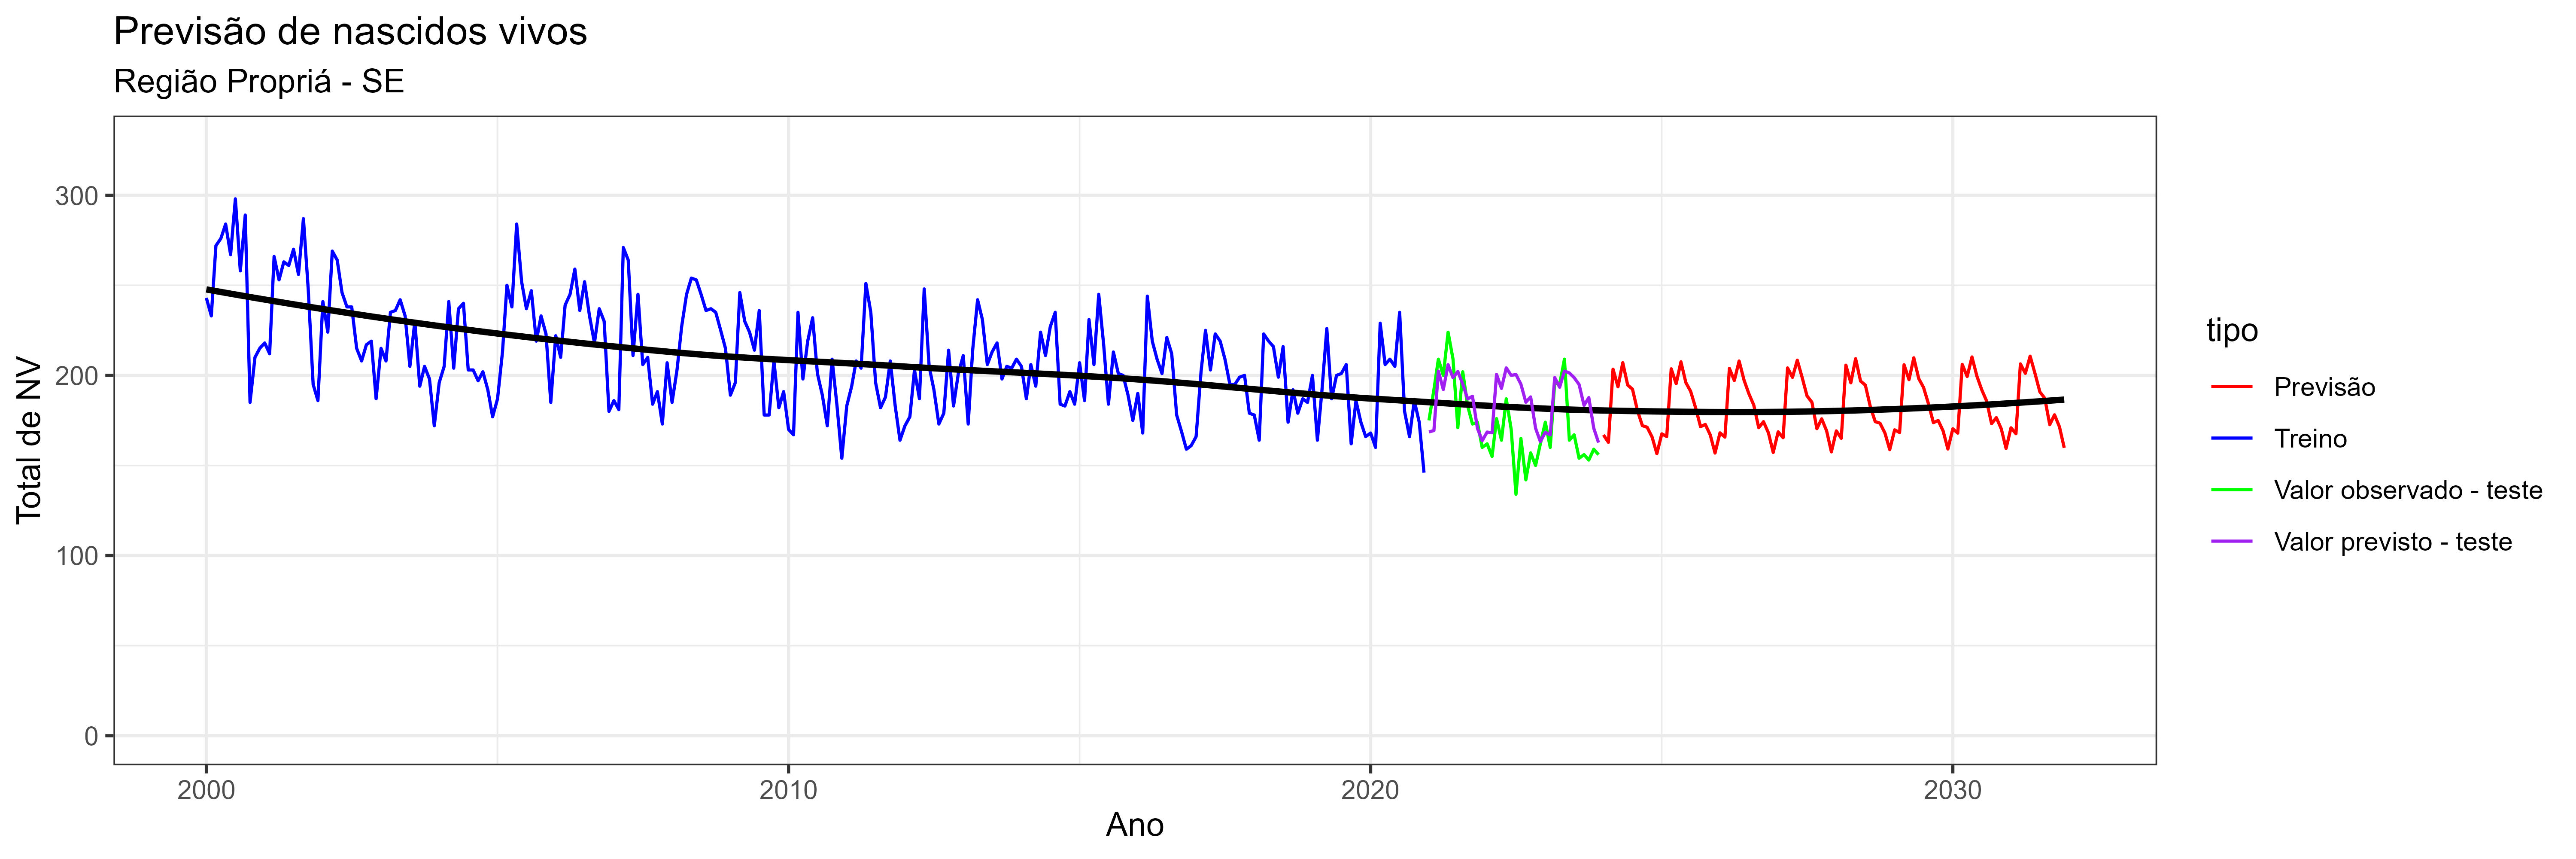 Previsão de nascidos vivos
Região Propriá - SE
300
200
100
0
Total de NV
2000
2010
2020
2030
Ano
tipo
Previsão
Treino
Valor observado - teste
Valor previsto - teste